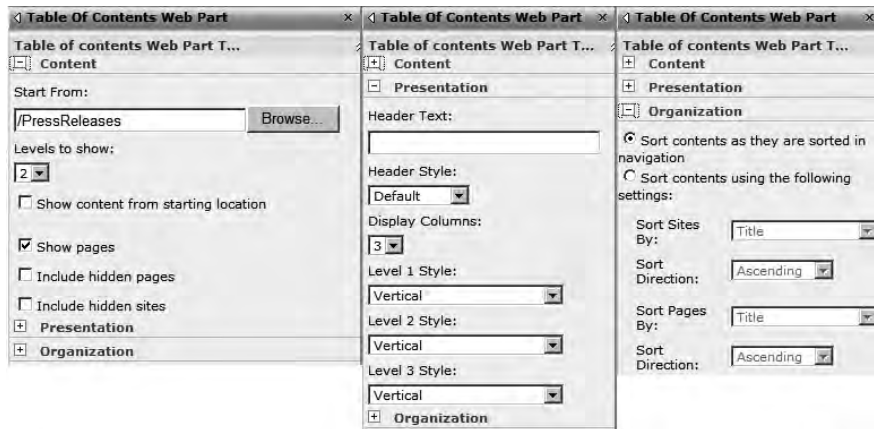 Table Of Contents Web Part ×
Table of contents Web Part T...
Content
Start From:
/PressReleases Browse...
Levels to show:
2
Show content from starting location
Show pages
Include hidden pages
Include hidden sites
Presentation
Organization
Table Of Contents Web Part ×
Table of contents Web Part T...
Content
Presentation
Header Text:
Header Style:
Default
Display Columns:
3
Level 1 Style:
Vertical
Level 2 Style:
Vertical
Level 3 Style:
Vertical
Organization
Table Of Contents Web Part ×
Table of contents Web Part T...
Content
Presentation
Organization
Sort contents as they are sorted in
navigation
Sort contents using the following
settings:
Sort Sites
By:
Title
Sort
Direction:
Ascending
Sort Pages
By:
Title
Sort
Direction:
Ascending